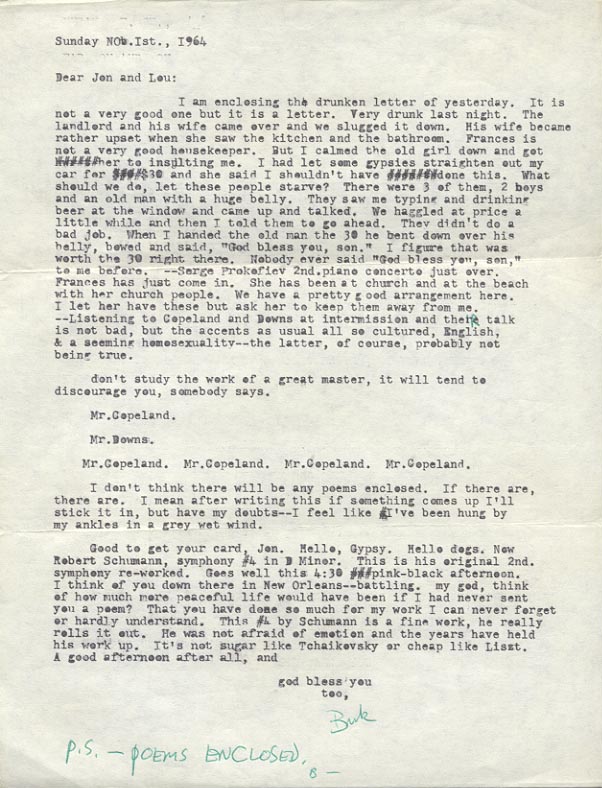 Sunday NOv.Ist., I964
Dear Jon and Lou:
I am enclosing the drunken letter of yesterday. It is
not a very good one but it is a letter. Very drunk last night. The
landlord and his wife came over and we slugged it down. His wife became
rather upset when she saw the kitchen and the bathroom. Frances is
not a very good housekeeper. But I calmed the old girl down and got
her to insulting me. I had let some gypsies straighten out my
car for $30 and she said I shouldn't have done this. What
should we do, let these people starve? There were 3 of them, 2 boys
and an old man with a huge belly. They saw me typing and drinking
beer at the window and came up and talked. We haggled at price a
little while and then I told them to go ahead. They didn't do a
bad job. When I handed the old man the 30 he bent down over his
belly, bowed and said, "God bless you, son." I figure that was
worth the 30 right there. Nobody ever said "God bless you, son,"
to me before. ---Serge Prokofiev 2nd.piano concerto just over.
Frances has just come in. She has been at church and at the beach
with her church people. We have a pretty good arrangement here.
I let her have these but ask her to keep them away from me.
--Listening to Copeland and Downs at intermission and their talk
is not bad, but the accents as usual all so cultured, English,
& a seeming homosexuality--the latter, of course, probably not
being true.
don't study the work of a great master, it will tend to
discourage you, somebody says.
Mr.Copeland.
Mr.Downs.
Mr.Copeland. Mr.Copeland. Mr.Copeland. Mr.Copeland.
I don't think there will be any poems enclosed. If there are,
there are. I mean after writing this if something comes up I'll
stick it in, but have my doubts--I feel like I've been hung by
my ankles in a grey wet wind.
Good to get your card, Jon. Hello, Gypsy. Hello dogs. Now
Robert Schumann, symphony #4 in D Minor. This is his original 2nd.
symphony re-worked. Goes well this 4:30 pink-black afternoon.
I think of you down there in New Orleans--battling. my god, think
of how much more peaceful life would have been if I had never sent
you a poem? That you have done so much for my work I can never forget
or hardly understand. This #4 by Schumann is a fine work, he really
rolls it out. He was not afraid of emotion and the years have held
his work up. It's not sugar like Tchaikovsky or cheap like Liszt.
A good afternoon after all, and
god bless you
too,
Buk
P.S. - POEMS ENCLOSED.
B -